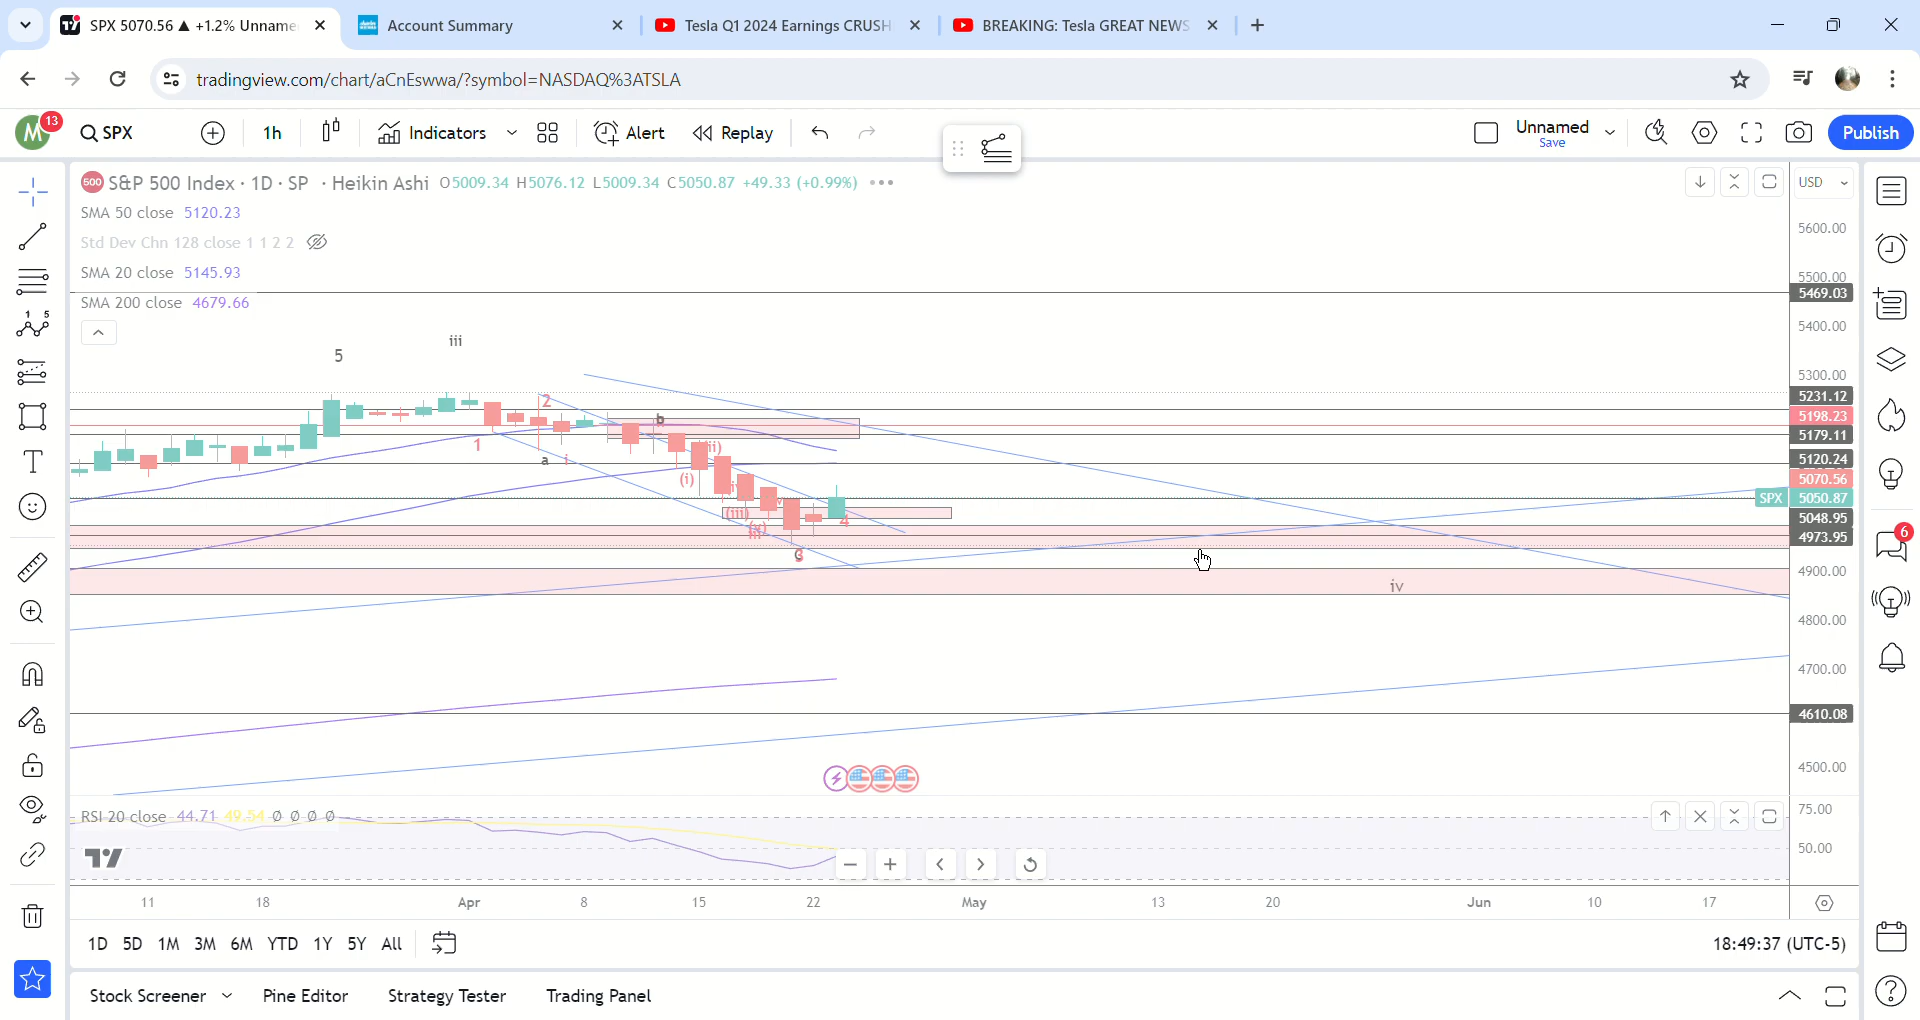 SPX 5070.56 ▲ +1.2% Unname
Account Summary
Tesla Q1 2024 Earnings CRUSH
BREAKING: Tesla GREAT NEWS
tradingview.com/chart/aCnEswwa/?symbol=NASDAQ%3ATSLA
M 13
SPX
1h
Indicators
Alert
Replay
Unnamed
Save
Publish
500 S&P 500 Index · 1D · SP · Heikin Ashi O5009.34 H5076.12 L5009.34 C5050.87 +49.33 (+0.99%)
USD
SMA 50 close 5120.23
Std Dev Chn 128 close 1 1 2 2
SMA 20 close 5145.93
SMA 200 close 4679.66
5600.00
5500.00
5469.03
5400.00
5300.00
5231.12
5198.23
5179.11
5120.24
5070.56
SPX 5050.87
5048.95
4973.95
4900.00
4800.00
4700.00
4610.08
4500.00
5
iii
2
1
a
i
b
(i)
(iii)
4
iv
RSI 20 close 44.71 49.54 Ø Ø Ø Ø
75.00
50.00
11 18 Apr 8 15 22 May 13 20 Jun 10 17
1D 5D 1M 3M 6M YTD 1Y 5Y All
18:49:37 (UTC-5)
Stock Screener
Pine Editor
Strategy Tester
Trading Panel
6